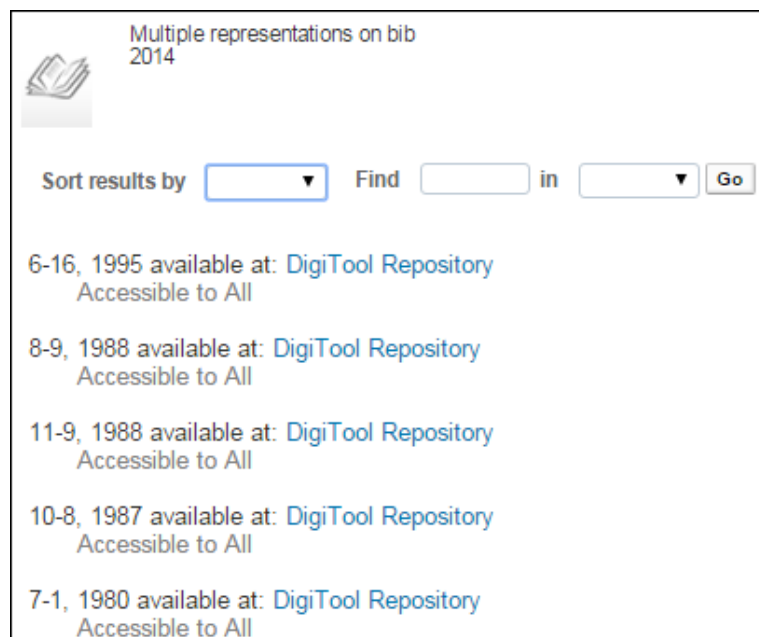 Multiple representations on bib
2014
Sort results by Find in Go
6-16, 1995 available at: DigiTool Repository
Accessible to All
8-9, 1988 available at: DigiTool Repository
Accessible to All
11-9, 1988 available at: DigiTool Repository
Accessible to All
10-8, 1987 available at: DigiTool Repository
Accessible to All
7-1, 1980 available at: DigiTool Repository
Accessible to All